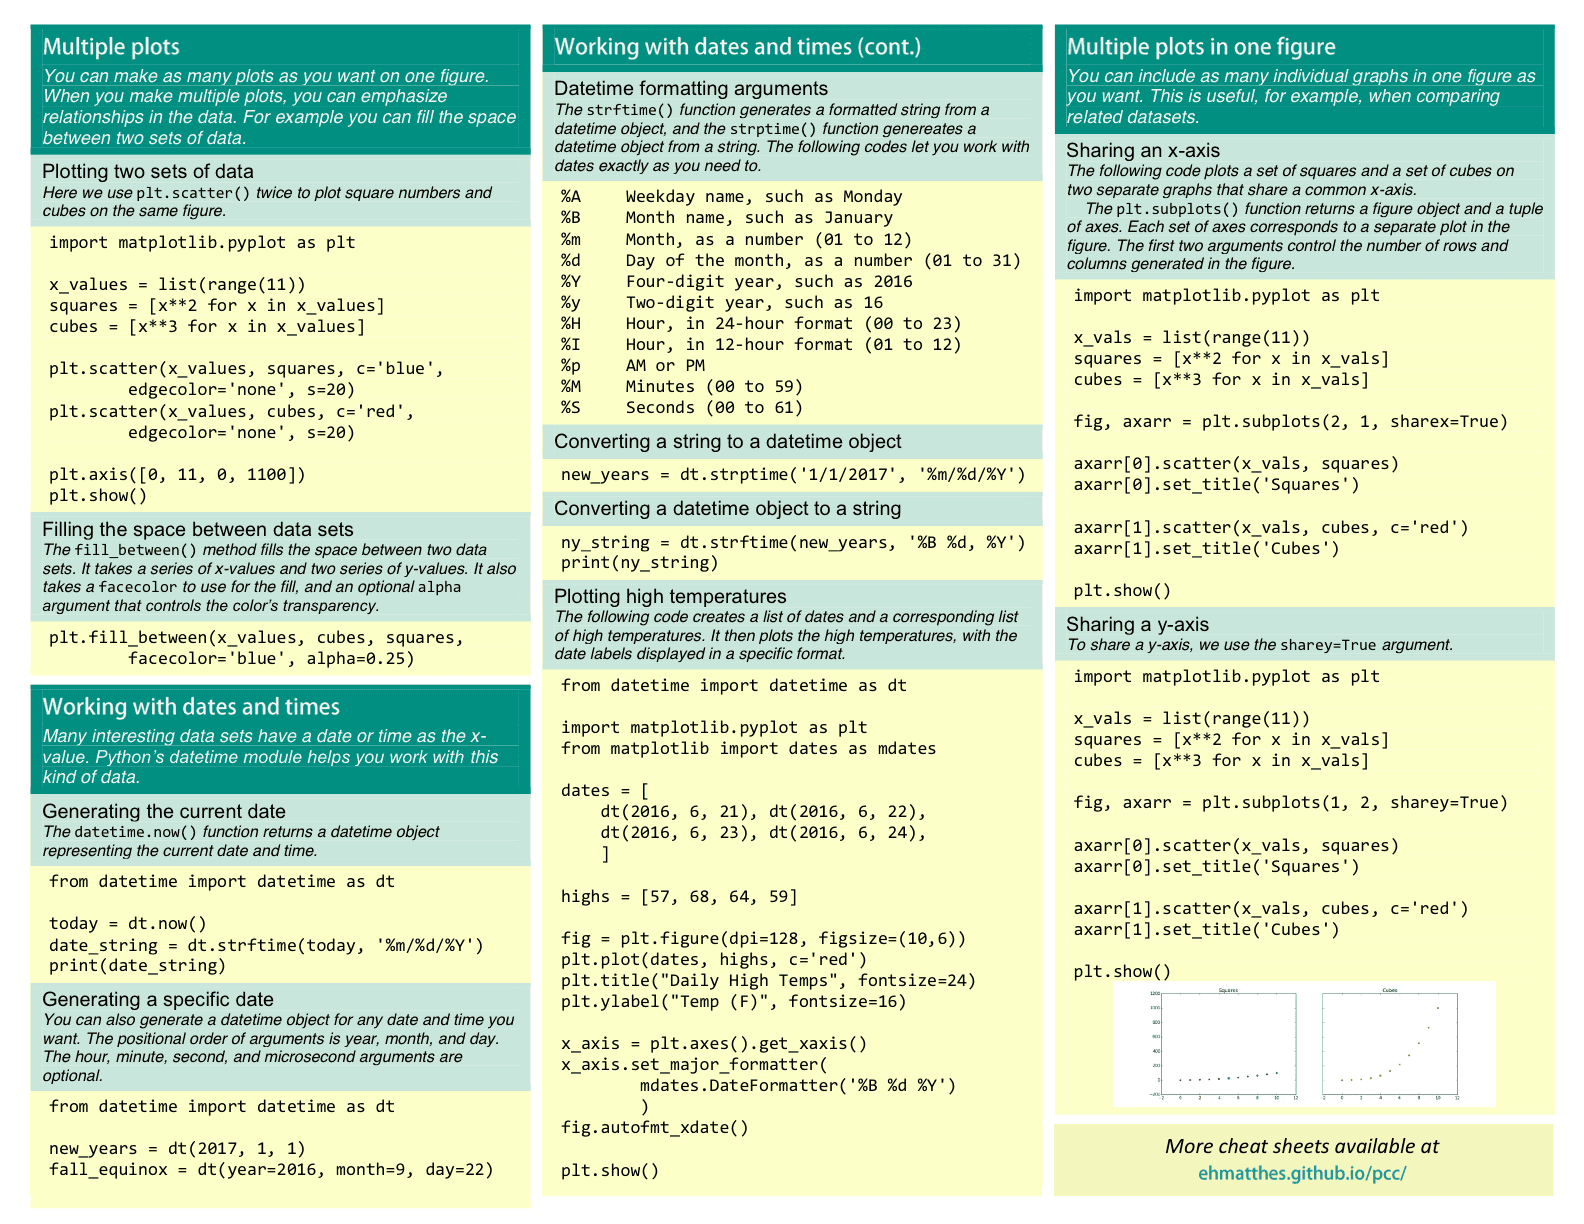 Multiple plots
You can make as many plots as you want on one figure.
When you make multiple plots, you can emphasize
relationships in the data. For example you can fill the space
between two sets of data.
Plotting two sets of data
Here we use plt.scatter() twice to plot square numbers and
cubes on the same figure.
import matplotlib.pyplot as plt
x_values = list(range(11))
squares = [x**2 for x in x_values]
cubes = [x**3 for x in x_values]
plt.scatter(x_values, squares, c='blue',
        edgecolor='none', s=20)
plt.scatter(x_values, cubes, c='red',
        edgecolor='none', s=20)
plt.axis([0, 11, 0, 1100])
plt.show()
Filling the space between data sets
The fill_between() method fills the space between two data
sets. It takes a series of x-values and two series of y-values. It also
takes a facecolor to use for the fill, and an optional alpha
argument that controls the color's transparency.
plt.fill_between(x_values, cubes, squares,
        facecolor='blue', alpha=0.25)
Working with dates and times
Many interesting data sets have a date or time as the x-
value. Python's datetime module helps you work with this
kind of data.
Generating the current date
The datetime.now() function returns a datetime object
representing the current date and time.
from datetime import datetime as dt
today = dt.now()
date_string = dt.strftime(today, '%m/%d/%Y')
print(date_string)
Generating a specific date
You can also generate a datetime object for any date and time you
want. The positional order of arguments is year, month, and day.
The hour, minute, second, and microsecond arguments are
optional.
from datetime import datetime as dt
new_years = dt(2017, 1, 1)
fall_equinox = dt(year=2016, month=9, day=22)
Working with dates and times (cont.)
Datetime formatting arguments
The strftime() function generates a formatted string from a
datetime object, and the strptime() function genereates a
datetime object from a string. The following codes let you work with
dates exactly as you need to.
%A Weekday name, such as Monday
%B Month name, such as January
%m Month, as a number (01 to 12)
%d Day of the month, as a number (01 to 31)
%Y Four-digit year, such as 2016
%y Two-digit year, such as 16
%H Hour, in 24-hour format (00 to 23)
%I Hour, in 12-hour format (01 to 12)
%p AM or PM
%M Minutes (00 to 59)
%S Seconds (00 to 61)
Converting a string to a datetime object
new_years = dt.strptime('1/1/2017', '%m/%d/%Y')
Converting a datetime object to a string
ny_string = dt.strftime(new_years, '%B %d, %Y')
print(ny_string)
Plotting high temperatures
The following code creates a list of dates and a corresponding list
of high temperatures. It then plots the high temperatures, with the
date labels displayed in a specific format.
from datetime import datetime as dt
import matplotlib.pyplot as plt
from matplotlib import dates as mdates
dates = [
    dt(2016, 6, 21), dt(2016, 6, 22),
    dt(2016, 6, 23), dt(2016, 6, 24),
    ]
highs = [57, 68, 64, 59]
fig = plt.figure(dpi=128, figsize=(10,6))
plt.plot(dates, highs, c='red')
plt.title("Daily High Temps", fontsize=24)
plt.ylabel("Temp (F)", fontsize=16)
x_axis = plt.axes().get_xaxis()
x_axis.set_major_formatter(
        mdates.DateFormatter('%B %d %Y')
        )
fig.autofmt_xdate()
plt.show()
Multiple plots in one figure
You can include as many individual graphs in one figure as
you want. This is useful, for example, when comparing
related datasets.
Sharing an x-axis
The following code plots a set of squares and a set of cubes on
two separate graphs that share a common x-axis.
The plt.subplots() function returns a figure object and a tuple
of axes. Each set of axes corresponds to a separate plot in the
figure. The first two arguments control the number of rows and
columns generated in the figure.
import matplotlib.pyplot as plt
x_vals = list(range(11))
squares = [x**2 for x in x_vals]
cubes = [x**3 for x in x_vals]
fig, axarr = plt.subplots(2, 1, sharex=True)
axarr[0].scatter(x_vals, squares)
axarr[0].set_title('Squares')
axarr[1].scatter(x_vals, cubes, c='red')
axarr[1].set_title('Cubes')
plt.show()
Sharing a y-axis
To share a y-axis, we use the sharey=True argument.
import matplotlib.pyplot as plt
x_vals = list(range(11))
squares = [x**2 for x in x_vals]
cubes = [x**3 for x in x_vals]
fig, axarr = plt.subplots(1, 2, sharey=True)
axarr[0].scatter(x_vals, squares)
axarr[0].set_title('Squares')
axarr[1].scatter(x_vals, cubes, c='red')
axarr[1].set_title('Cubes')
plt.show()
Squares Cubes
1200
1000
800
600
400
200
0
-200
-2 0 2 4 6 8 10 12 -2 0 2 4 6 8 10 12
More cheat sheets available at
ehmatthes.github.io/pcc/